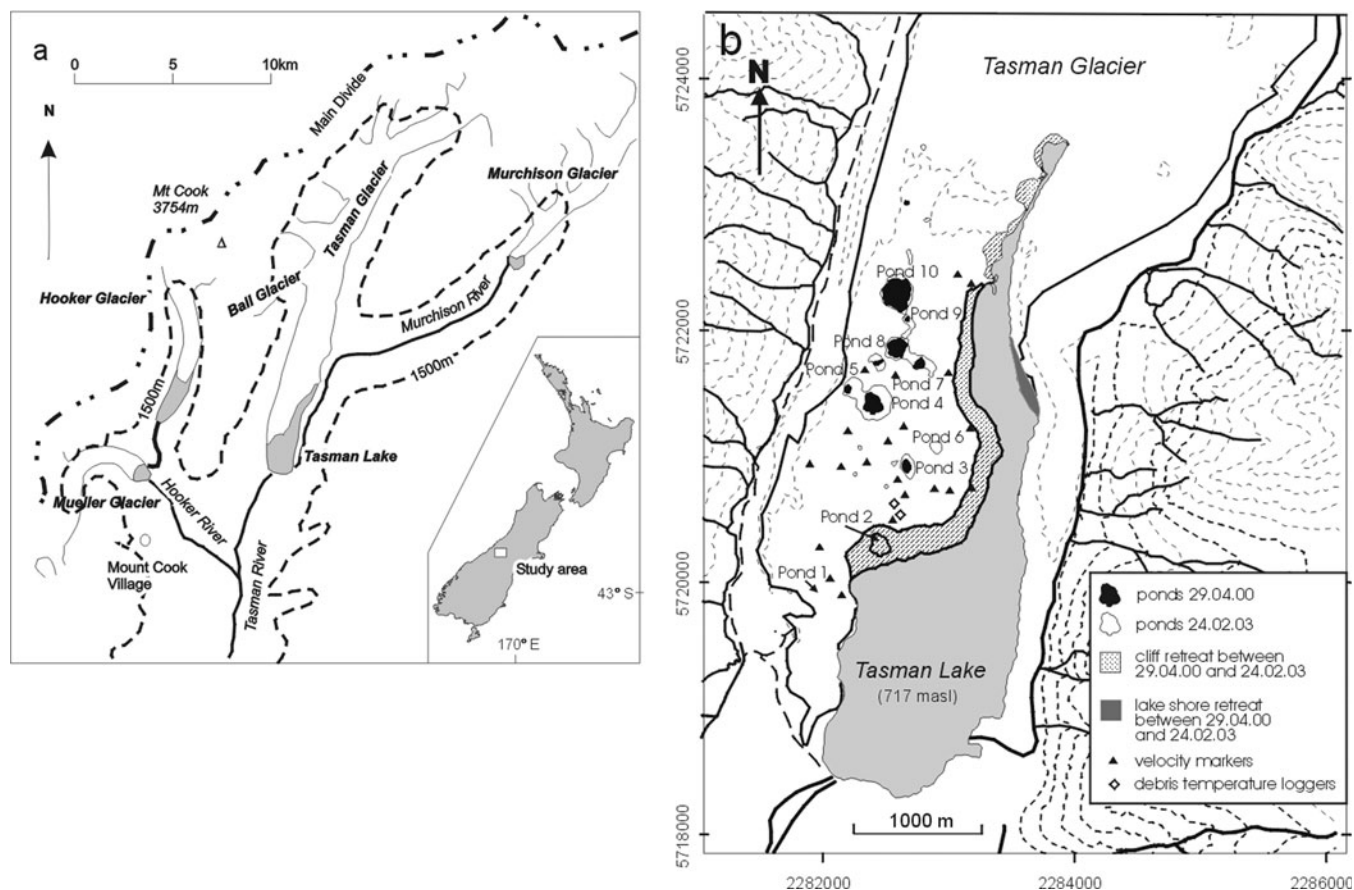 a
0 5 10km
N
Main Divide
Mt Cook
3754m
Murchison Glacier
Tasman Glacier
Hooker Glacier
Ball Glacier
Murchison River
1500m
1500m
Tasman Lake
Mueller Glacier
Hooker River
Mount Cook
Village
Tasman River
Study area
43° S
170° E
b
N
Tasman Glacier
5724000
5722000
5720000
5718000
Pond 10
Pond 9
Pond 8
Pond 5
Pond 7
Pond 4
Pond 6
Pond 3
Pond 2
Pond 1
Tasman Lake
(717 masl)
1000 m
ponds 29.04.00
ponds 24.02.03
cliff retreat between
29.04.00 and 24.02.03
lake shore retreat
between 29.04.00
and 24.02.03
velocity markers
debris temperature loggers
2282000 2284000 2286000